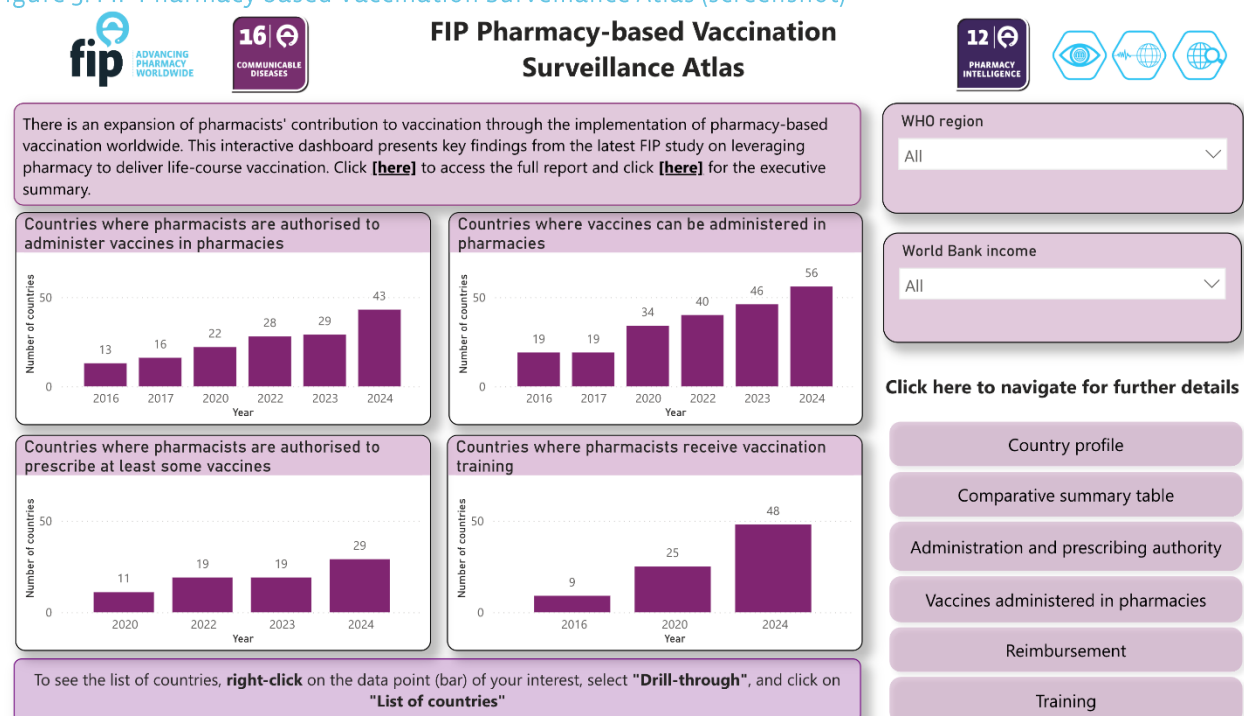 fip
ADVANCING
PHARMACY
WORLDWIDE
16
COMMUNICABLE
DISEASES
FIP Pharmacy-based Vaccination
Surveillance Atlas
12
PHARMACY
INTELLIGENCE
There is an expansion of pharmacists' contribution to vaccination through the implementation of pharmacy-based
vaccination worldwide. This interactive dashboard presents key findings from the latest FIP study on leveraging
pharmacy to deliver life-course vaccination. Click [here] to access the full report and click [here] for the executive
summary.
WHO region
All
World Bank income
All
Countries where pharmacists are authorised to
administer vaccines in pharmacies
Number of countries
50
0
13
16
22
28
29
43
2016
2017
2020
2022
2023
2024
Year
Countries where vaccines can be administered in
pharmacies
Number of countries
50
0
19
19
34
40
46
56
2016
2017
2020
2022
2023
2024
Year
Countries where pharmacists are authorised to
prescribe at least some vaccines
Number of countries
50
0
11
19
19
29
2020
2022
2023
2024
Year
Countries where pharmacists receive vaccination
training
Number of countries
50
0
9
25
48
2016
2020
2024
Year
Click here to navigate for further details
Country profile
Comparative summary table
Administration and prescribing authority
Vaccines administered in pharmacies
Reimbursement
Training
To see the list of countries, right-click on the data point (bar) of your interest, select "Drill-through", and click on
"List of countries"